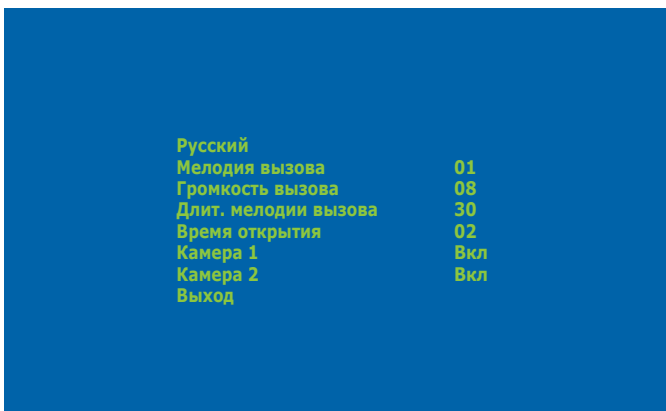 Русский
Мелодия вызова 01
Громкость вызова 08
Длит. мелодии вызова 30
Время открытия 02
Камера 1 Вкл
Камера 2 Вкл
Выход